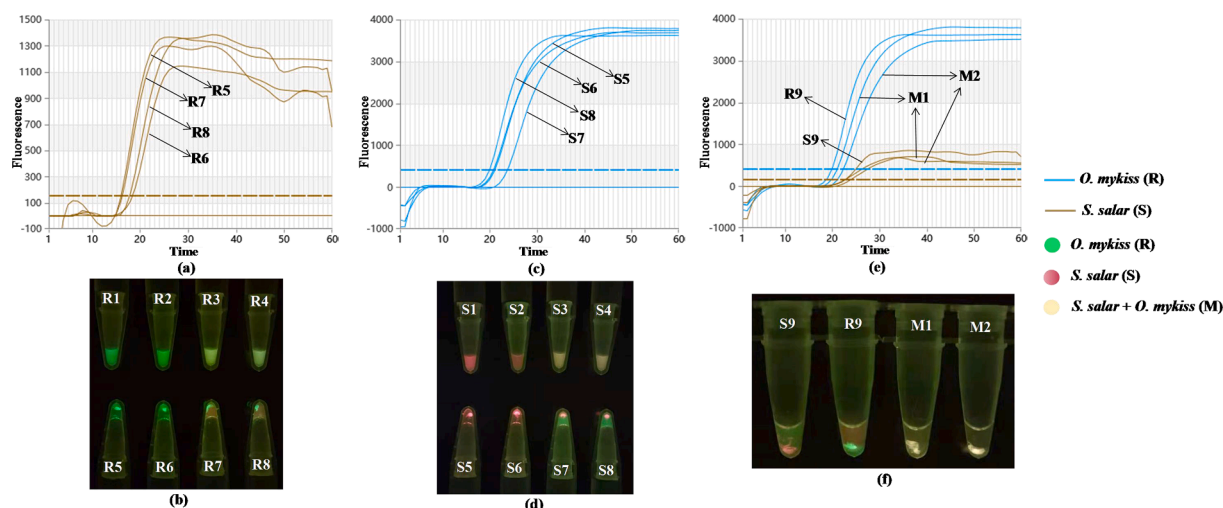 1500
1300
1100
900
700
500
300
100
-100
Fluorescence
R5
R7
R8
R6
1 10 20 30 40 50 60
Time
(a)
4000
3000
2000
1000
0
-1000
Fluorescence
S5
S6
S8
S7
1 10 20 30 40 50 60
Time
(c)
4000
3000
2000
1000
0
-1000
Fluorescence
M2
R9
M1
S9
1 10 20 30 40 50 60
Time
(e)
O. mykiss (R)
S. salar (S)
O. mykiss (R)
S. salar (S)
S. salar + O. mykiss (M)
R1 R2 R3 R4
R5 R6 R7 R8
(b)
S1 S2 S3 S4
S5 S6 S7 S8
(d)
S9 R9 M1 M2
(f)